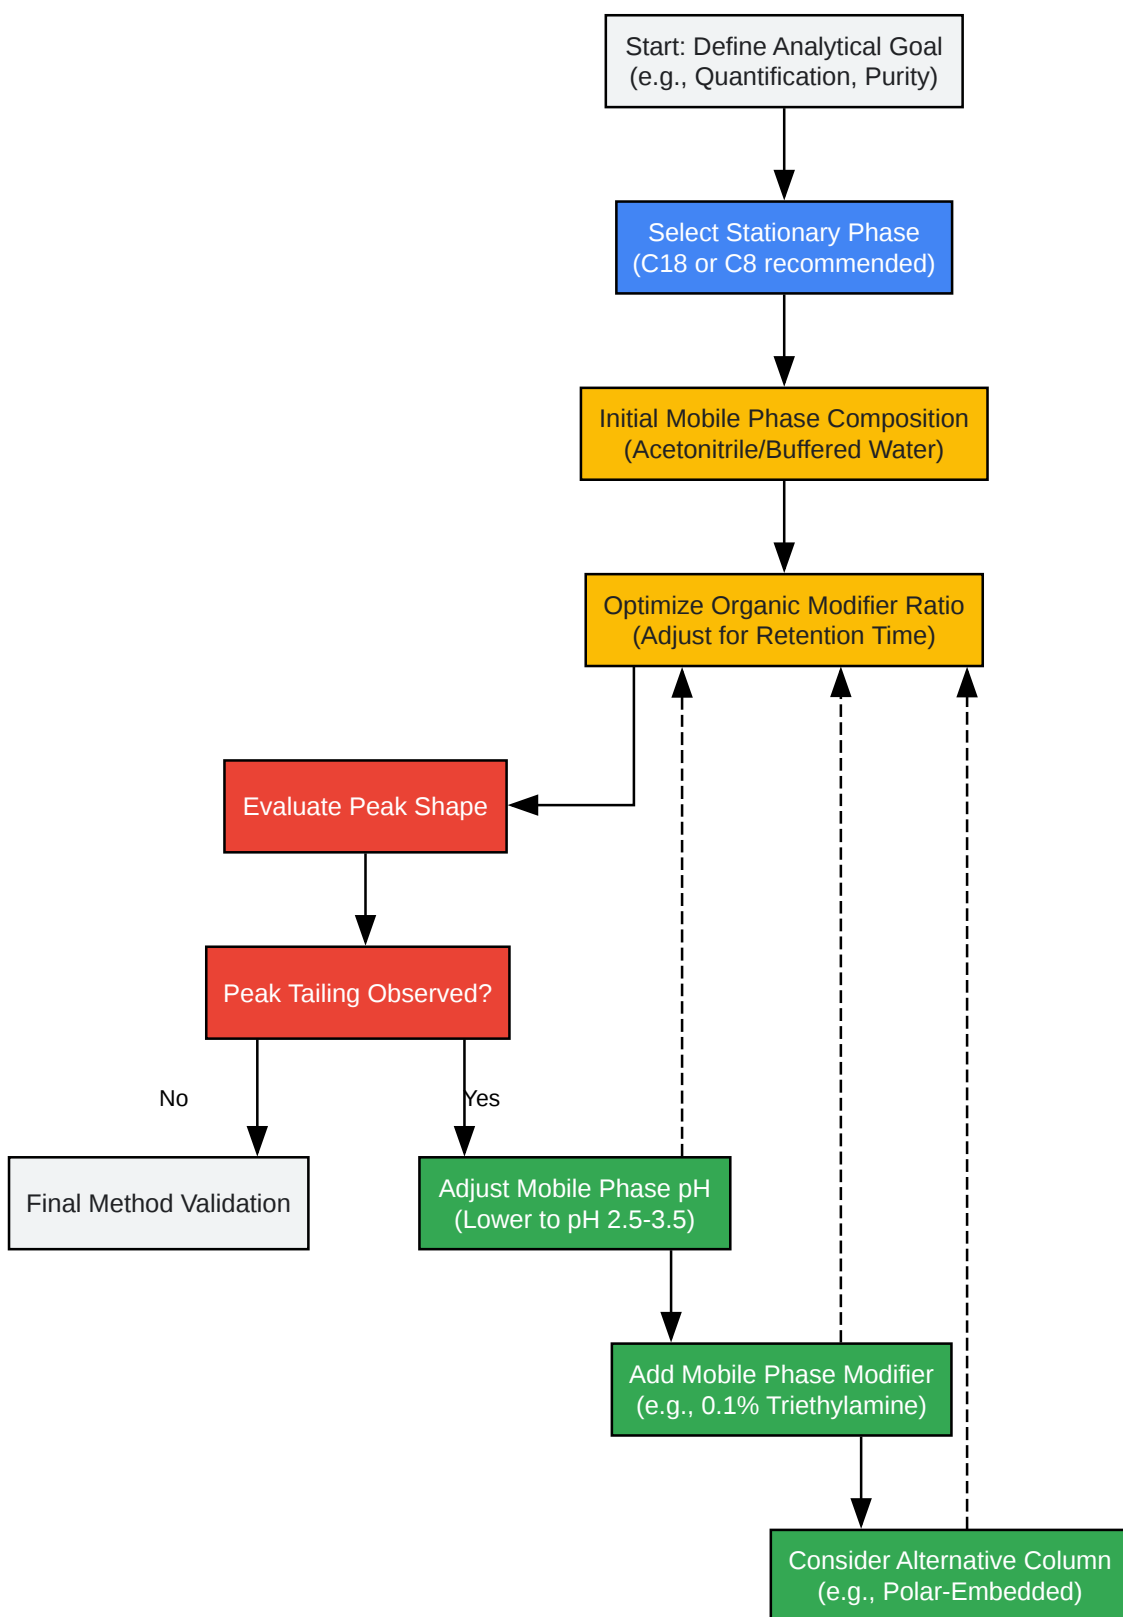 Start: Define Analytical Goal
(e.g., Quantification, Purity)
Select Stationary Phase
(C18 or C8 recommended)
Initial Mobile Phase Composition
(Acetonitrile/Buffered Water)
Optimize Organic Modifier Ratio
(Adjust for Retention Time)
Evaluate Peak Shape
Peak Tailing Observed?
No
Yes
Final Method Validation
Adjust Mobile Phase pH
(Lower to pH 2.5-3.5)
Add Mobile Phase Modifier
(e.g., 0.1% Triethylamine)
Consider Alternative Column
(e.g., Polar-Embedded)